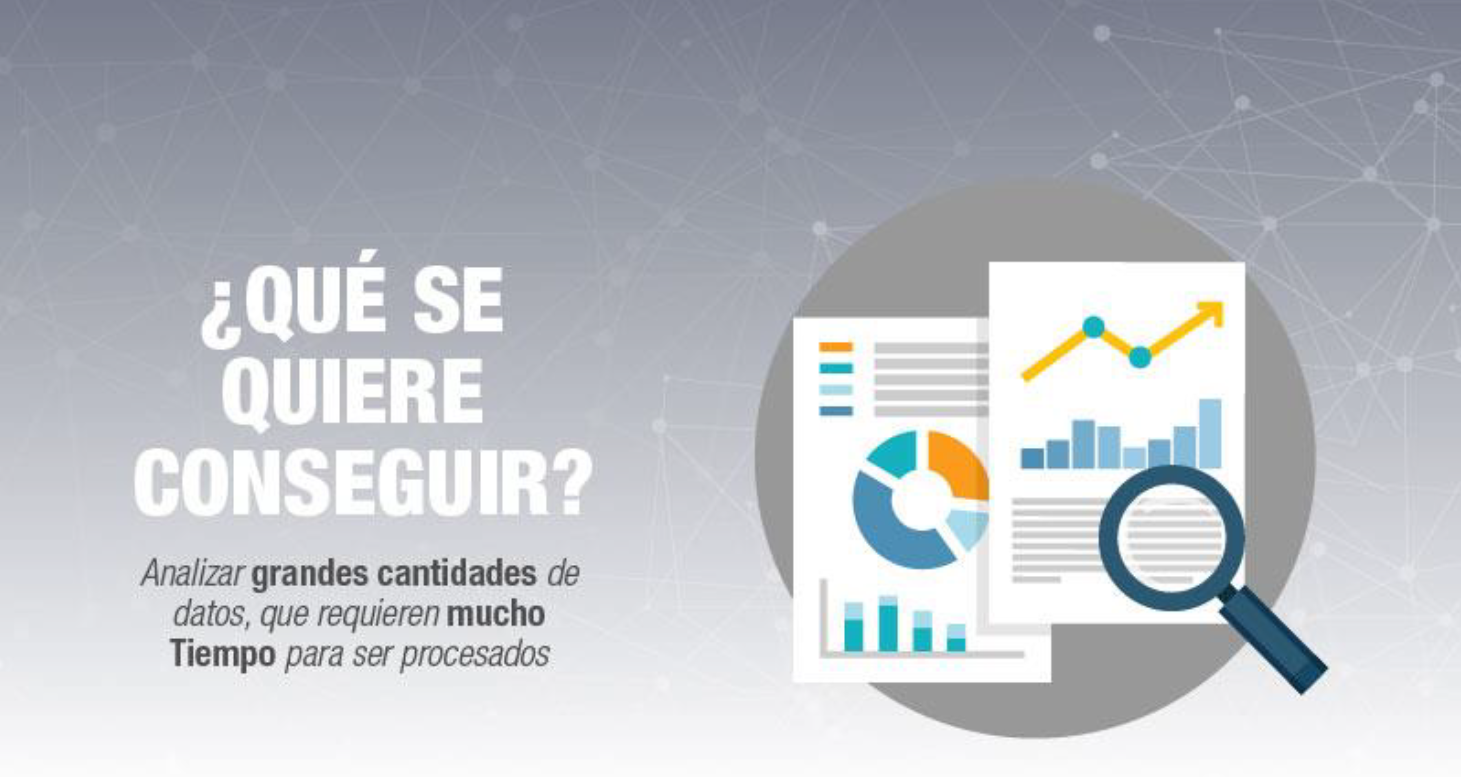 ¿QUÉ SE
QUIERE
CONSEGUIR?
Analizar grandes cantidades de
datos, que requieren mucho
Tiempo para ser procesados